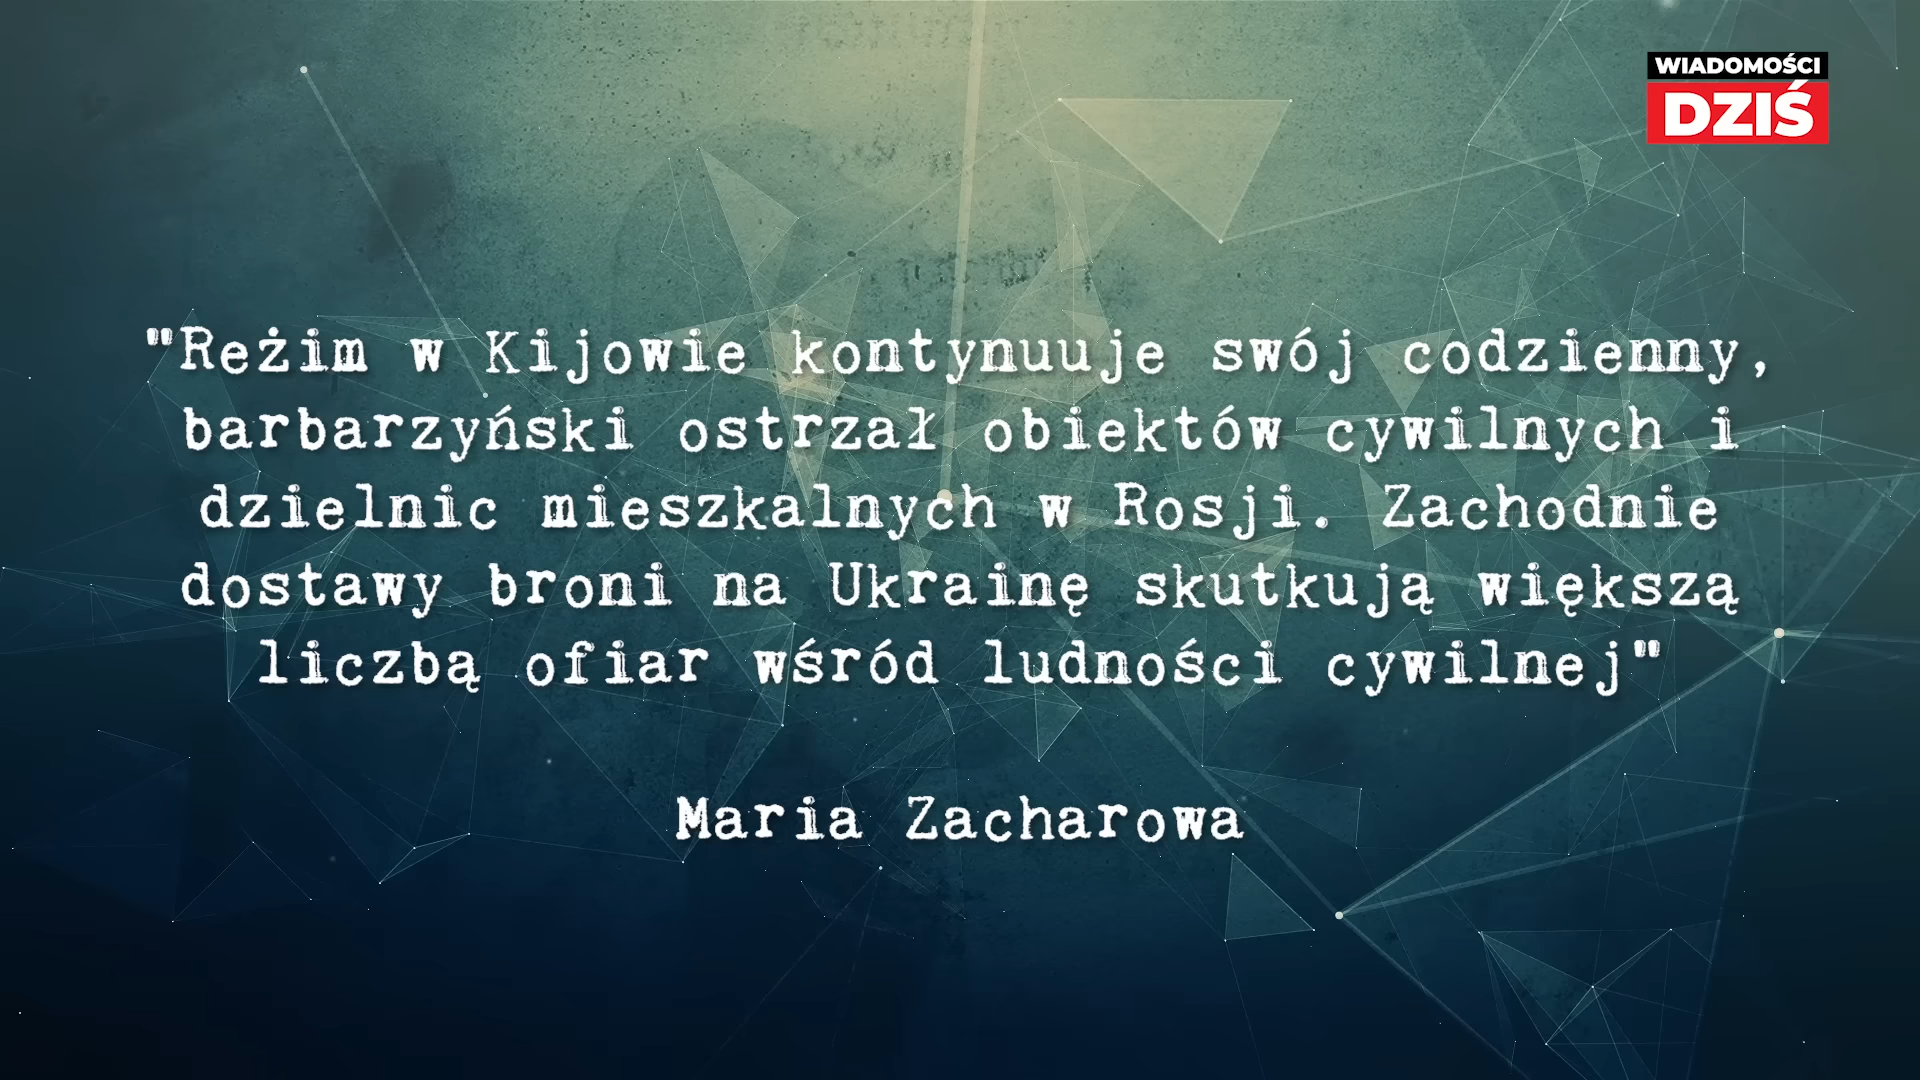 WIADOMOŚCI
DZIŚ
"Reżim w Kijowie kontynuuje swój codzienny,
barbarzyński ostrzał obiektów cywilnych i
dzielnic mieszkalnych w Rosji. Zachodnie
dostawy broni na Ukrainę skutkują większą
liczbą ofiar wśród ludności cywilnej"
Maria Zacharowa